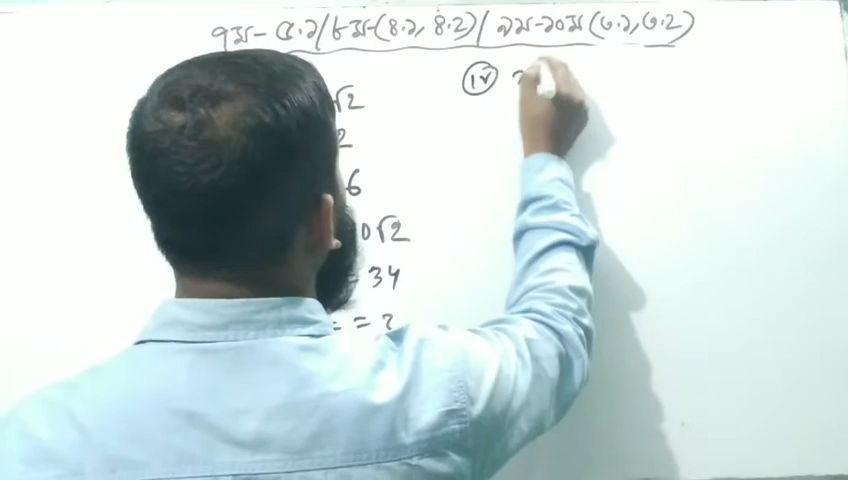 ৭ম - ৫.১/৮ম-(৪.১, ৪.২)/ ৯ম-১০ম (৩.১, ৩.২)
√2
2
6
0√2
- 34
= = ?
iv